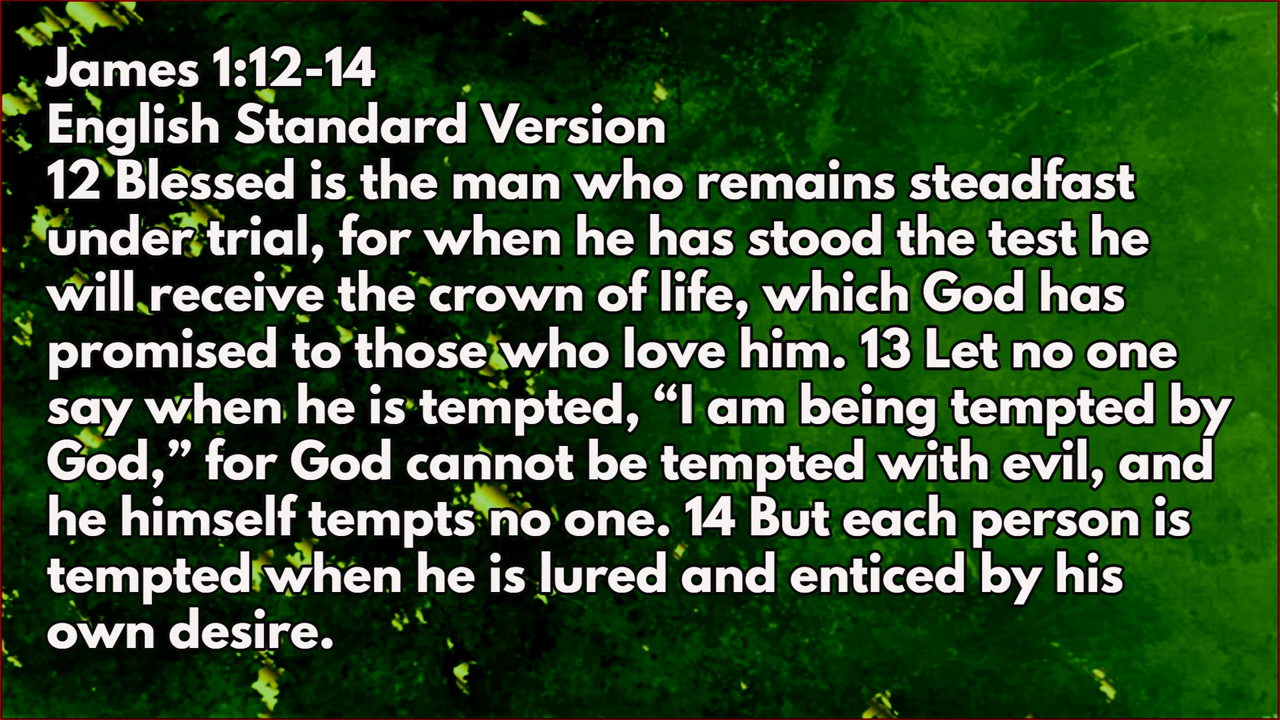 James 1:12-14
English Standard Version
12 Blessed is the man who remains steadfast
under trial, for when he has stood the test he
will receive the crown of life, which God has
promised to those who love him. 13 Let no one
say when he is tempted, “I am being tempted by
God,” for God cannot be tempted with evil, and
he himself tempts no one. 14 But each person is
tempted when he is lured and enticed by his
own desire.